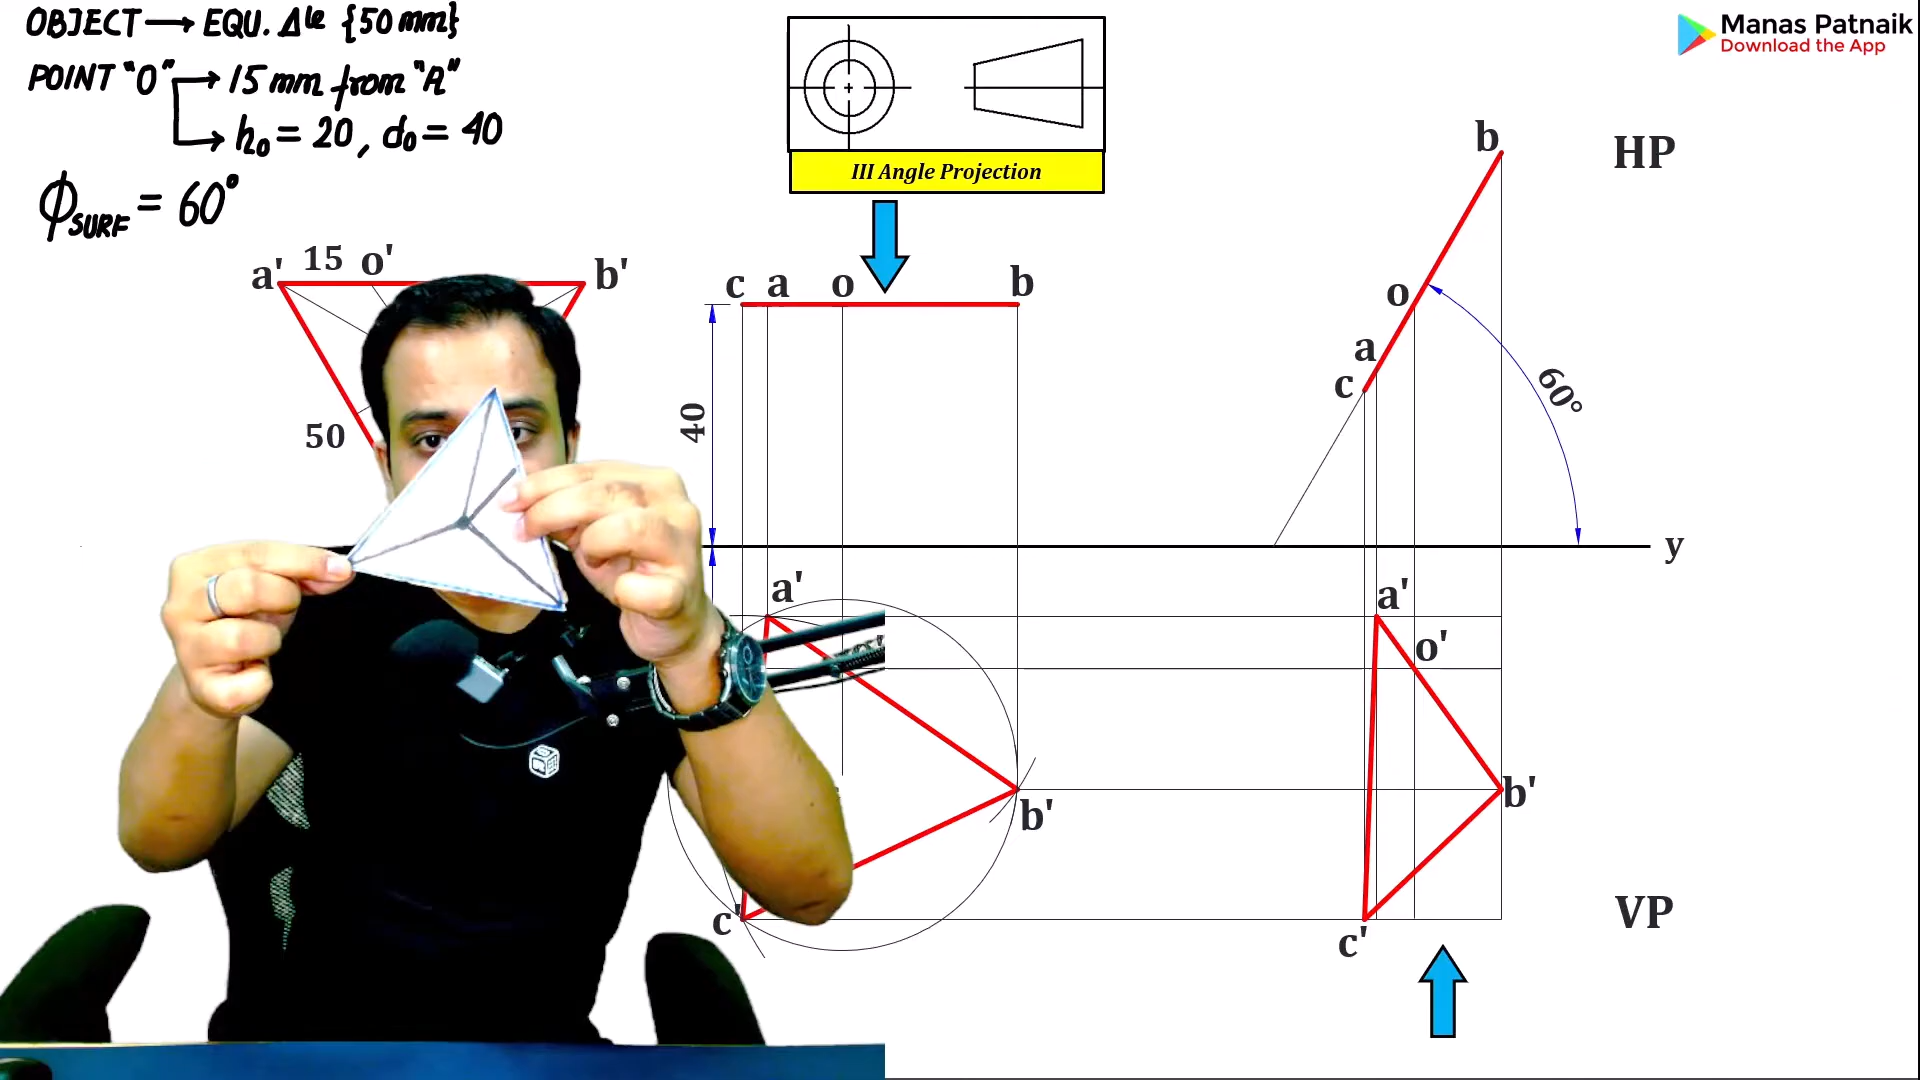 OBJECT → EQU. Δle {50 mm}
POINT "O" → 15 mm from "A"
→ h₀ = 20, d₀ = 40
ϕSURF = 60°
III Angle Projection
Manas Patnaik
Download the App
a' 15 o' b'
50
c a o b
40
a'
b'
c'
b
HP
o
a
c
60°
y
a'
o'
b'
c'
VP